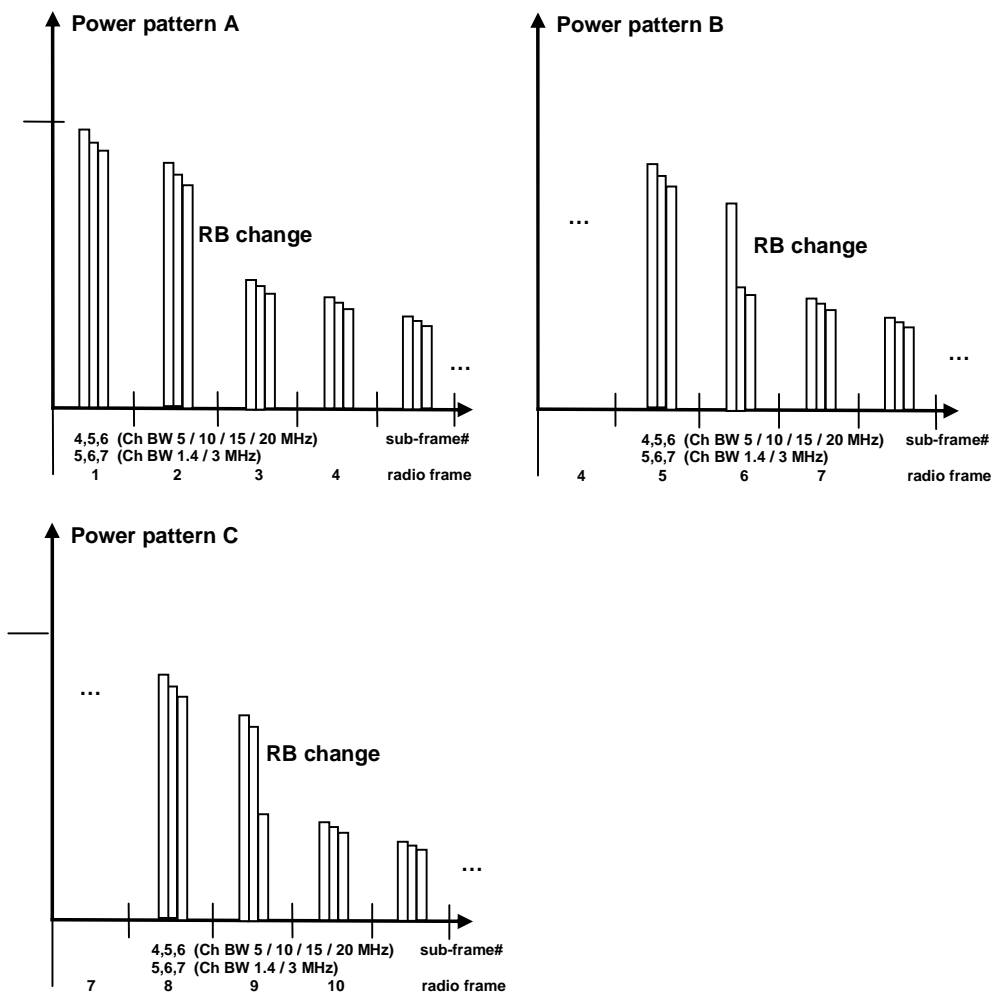 Power pattern A
RB change
...
4,5,6 (Ch BW 5 / 10 / 15 / 20 MHz) sub-frame#
5,6,7 (Ch BW 1.4 / 3 MHz)
1 2 3 4 radio frame
Power pattern B
...
RB change
...
4,5,6 (Ch BW 5 / 10 / 15 / 20 MHz) sub-frame#
5,6,7 (Ch BW 1.4 / 3 MHz)
4 5 6 7 radio frame
Power pattern C
...
RB change
...
4,5,6 (Ch BW 5 / 10 / 15 / 20 MHz) sub-frame#
5,6,7 (Ch BW 1.4 / 3 MHz)
7 8 9 10 radio frame